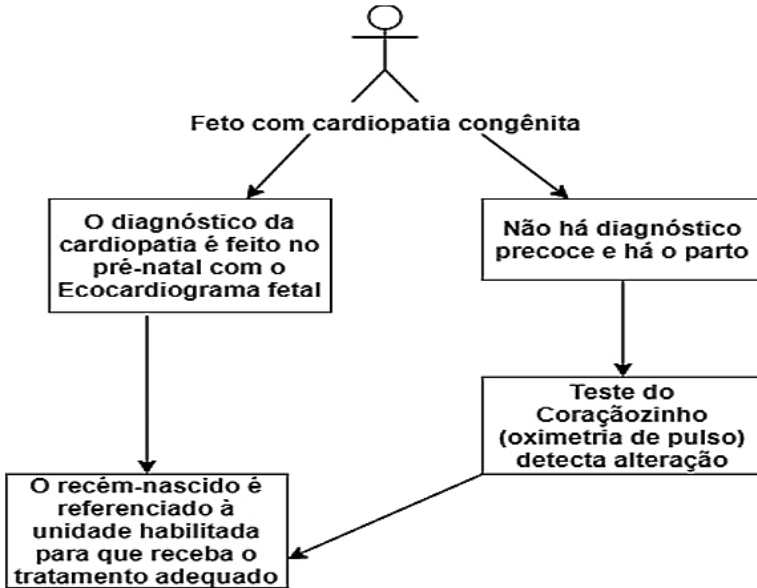 Feto com cardiopatia congênita
O diagnóstico da
cardiopatia é feito no
pré-natal com o
Ecocardiograma fetal
Não há diagnóstico
precoce e há o parto
Teste do
Coraçãozinho
(oximetria de pulso)
detecta alteração
O recém-nascido é
referenciado à
unidade habilitada
para que receba o
tratamento adequado